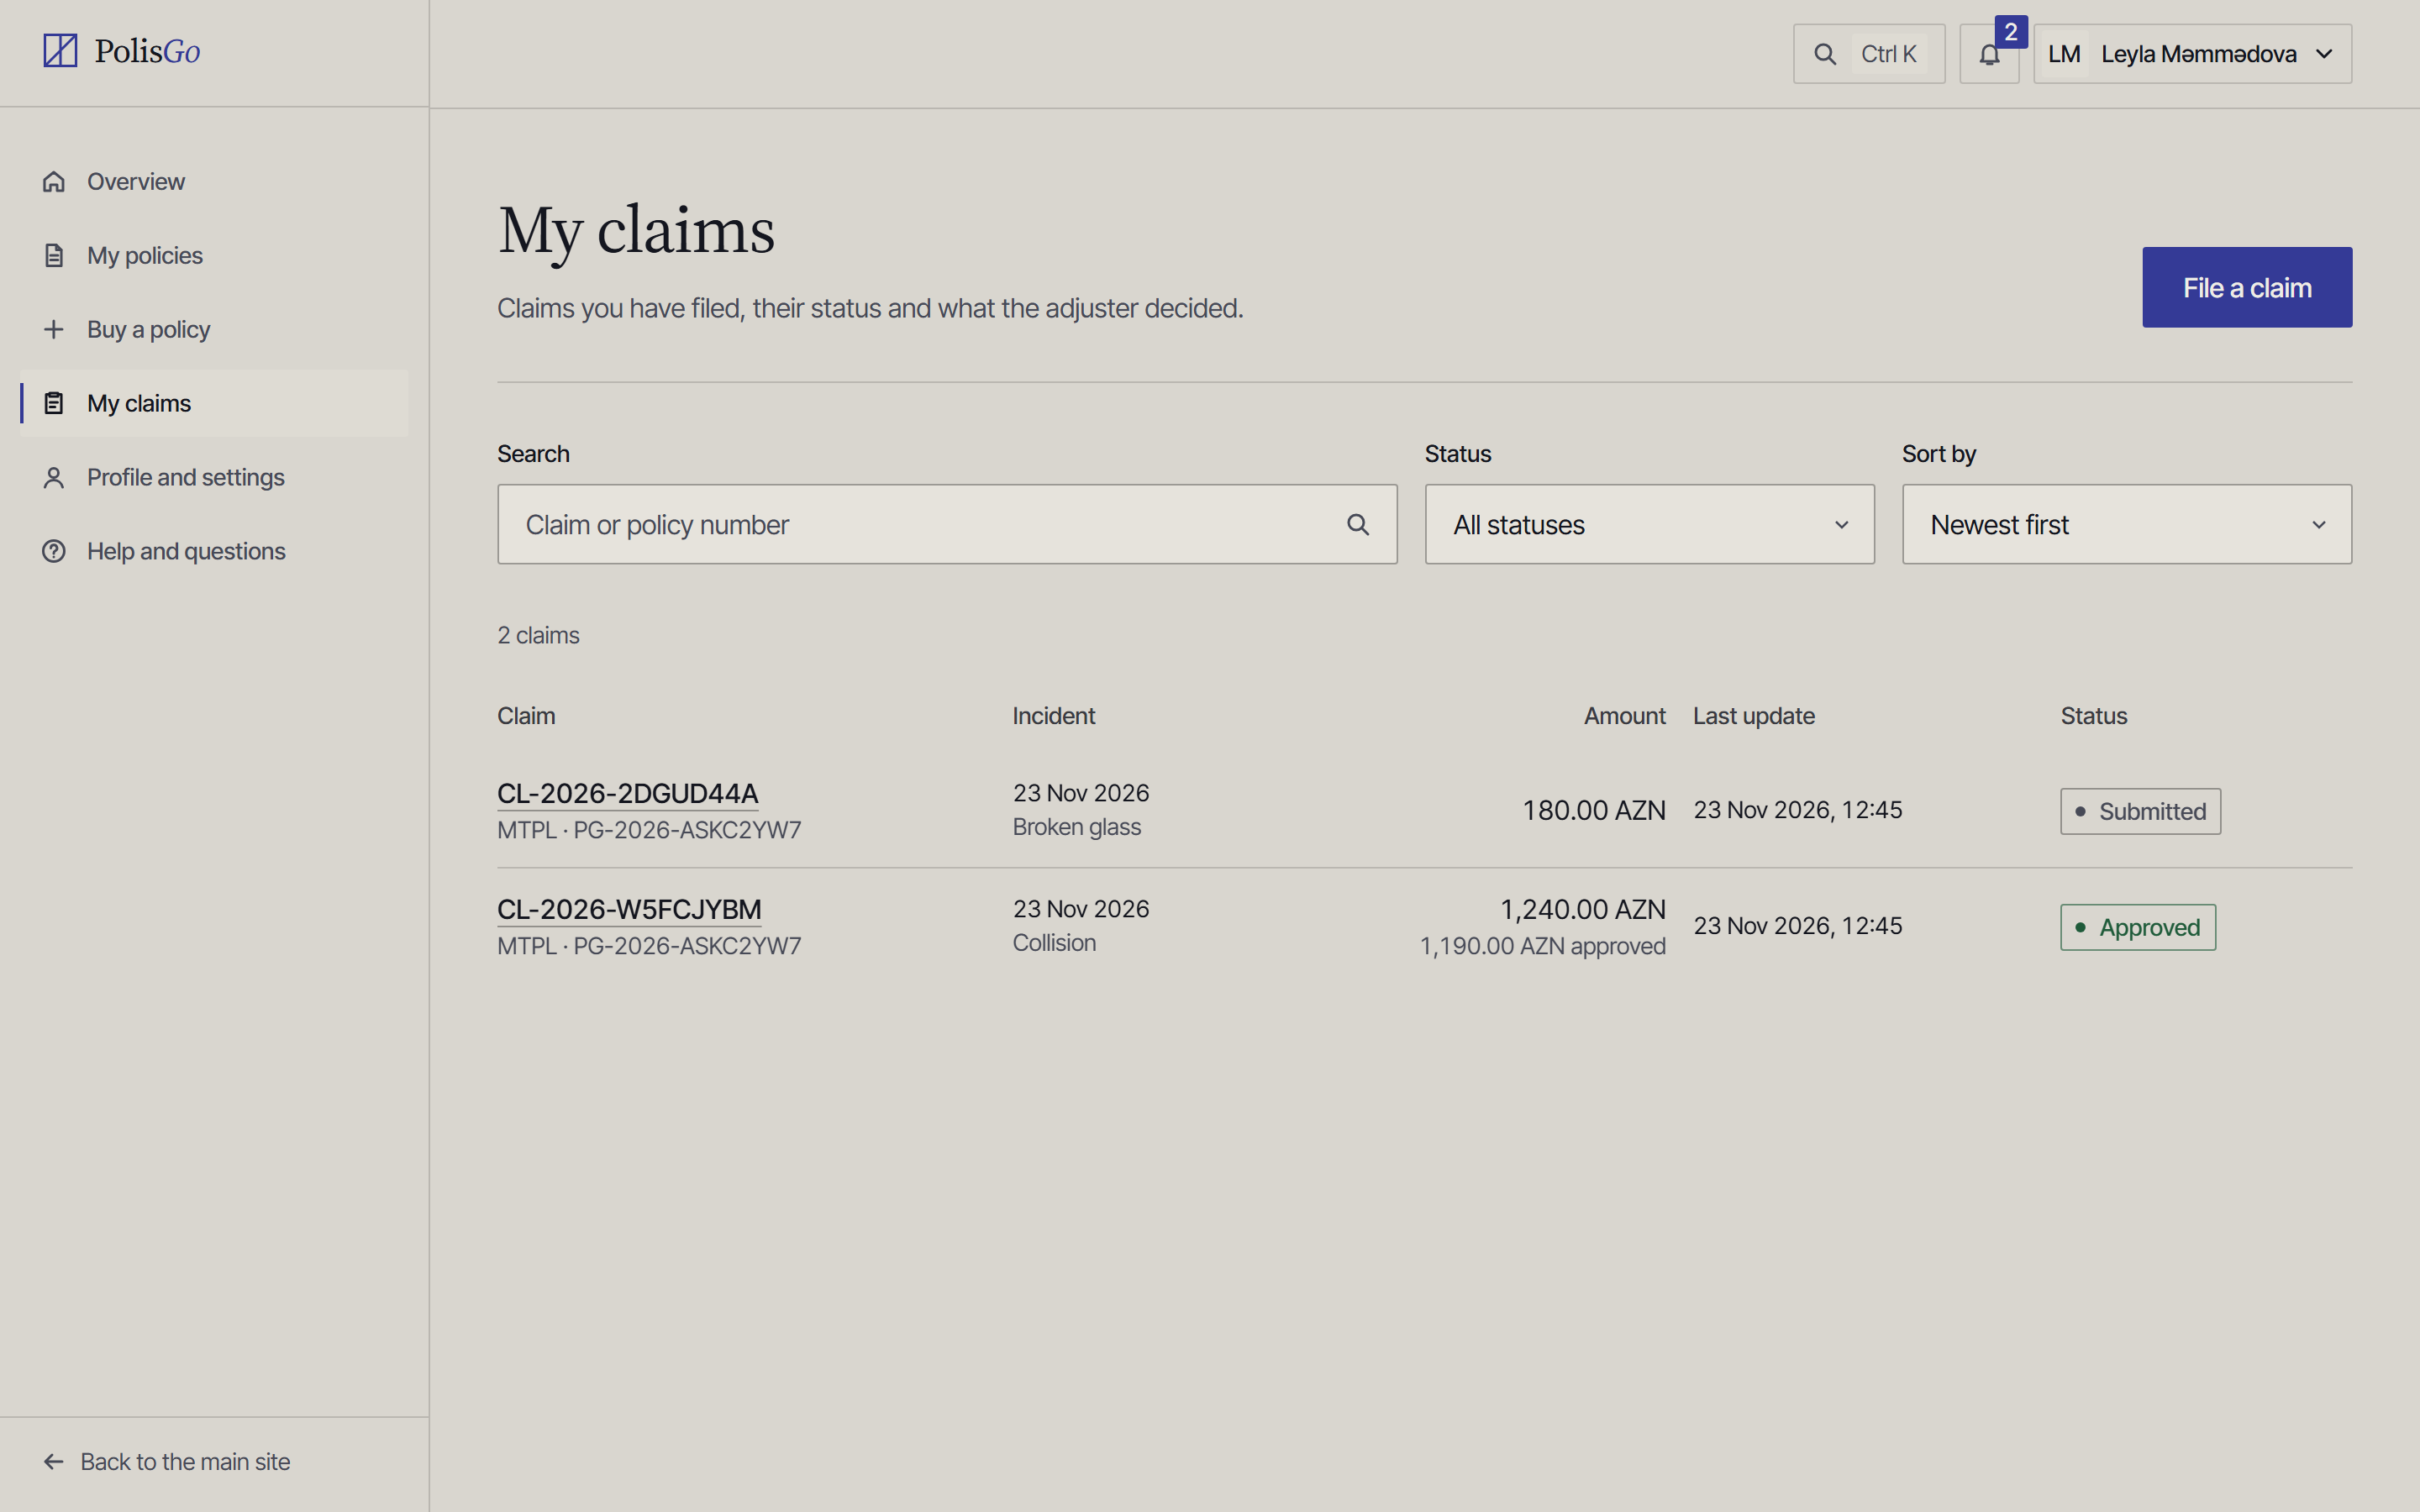 PolisGo
Ctrl K
2
LM Leyla Məmmədova
Overview
My policies
Buy a policy
My claims
Profile and settings
Help and questions
Back to the main site
My claims
Claims you have filed, their status and what the adjuster decided.
File a claim
Search
Claim or policy number
Status
All statuses
Sort by
Newest first
2 claims
Claim Incident Amount Last update Status
CL-2026-2DGUD44A
MTPL · PG-2026-ASKC2YW7
23 Nov 2026
Broken glass
180.00 AZN
23 Nov 2026, 12:45
Submitted
CL-2026-W5FCJYBM
MTPL · PG-2026-ASKC2YW7
23 Nov 2026
Collision
1,240.00 AZN
1,190.00 AZN approved
23 Nov 2026, 12:45
Approved